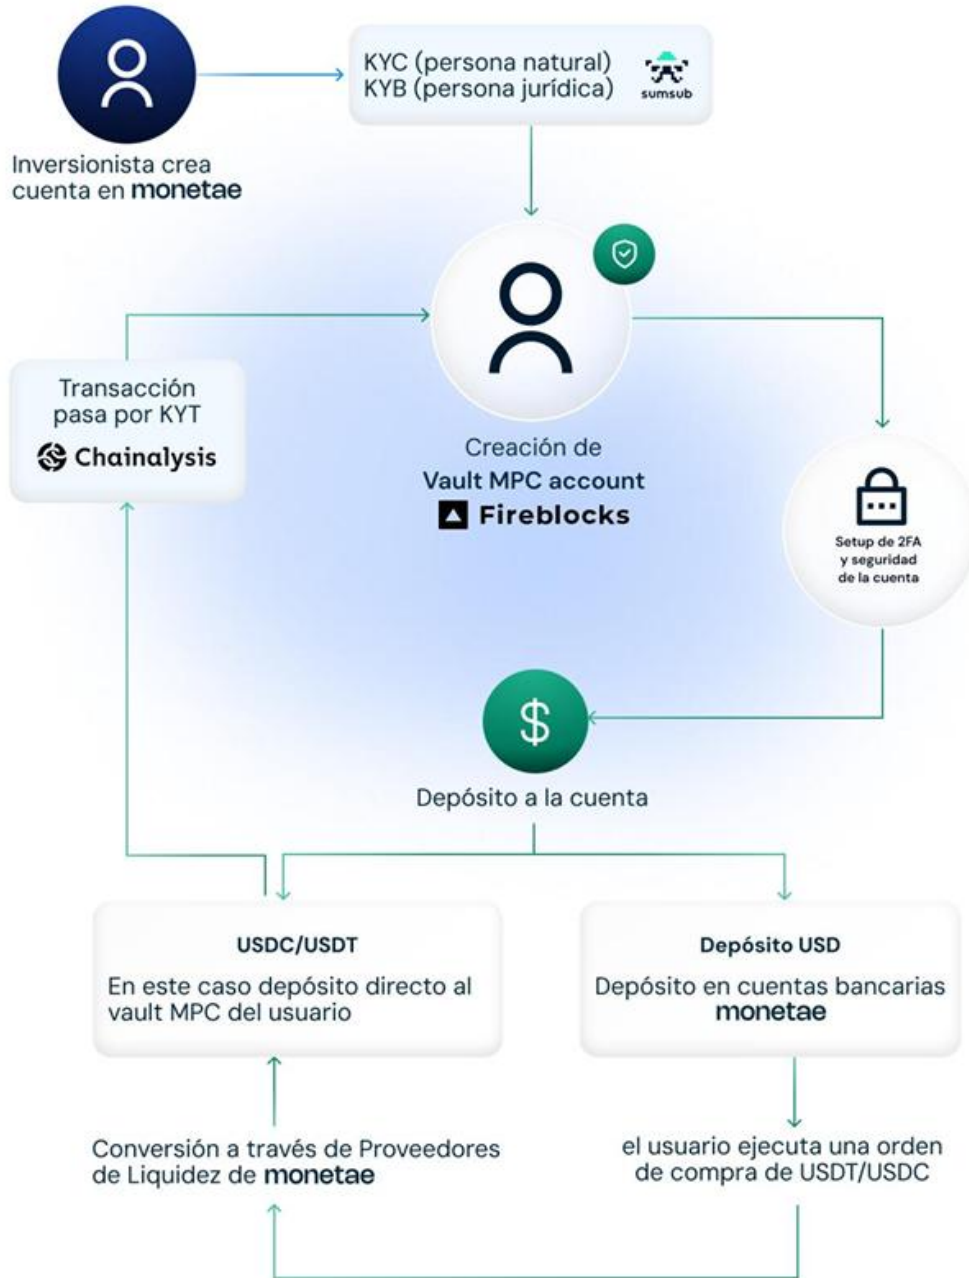 KYC (persona natural)
KYB (persona jurídica)
sumsub
Inversionista crea
cuenta en monetae
Transacción
pasa por KYT
Chainalysis
Creación de
Vault MPC account
Fireblocks
Setup de 2FA
y seguridad
de la cuenta
$
Depósito a la cuenta
USDC/USDT
En este caso depósito directo al
vault MPC del usuario
Depósito USD
Depósito en cuentas bancarias
monetae
Conversión a través de Proveedores
de Liquidez de monetae
el usuario ejecuta una orden
de compra de USDT/USDC